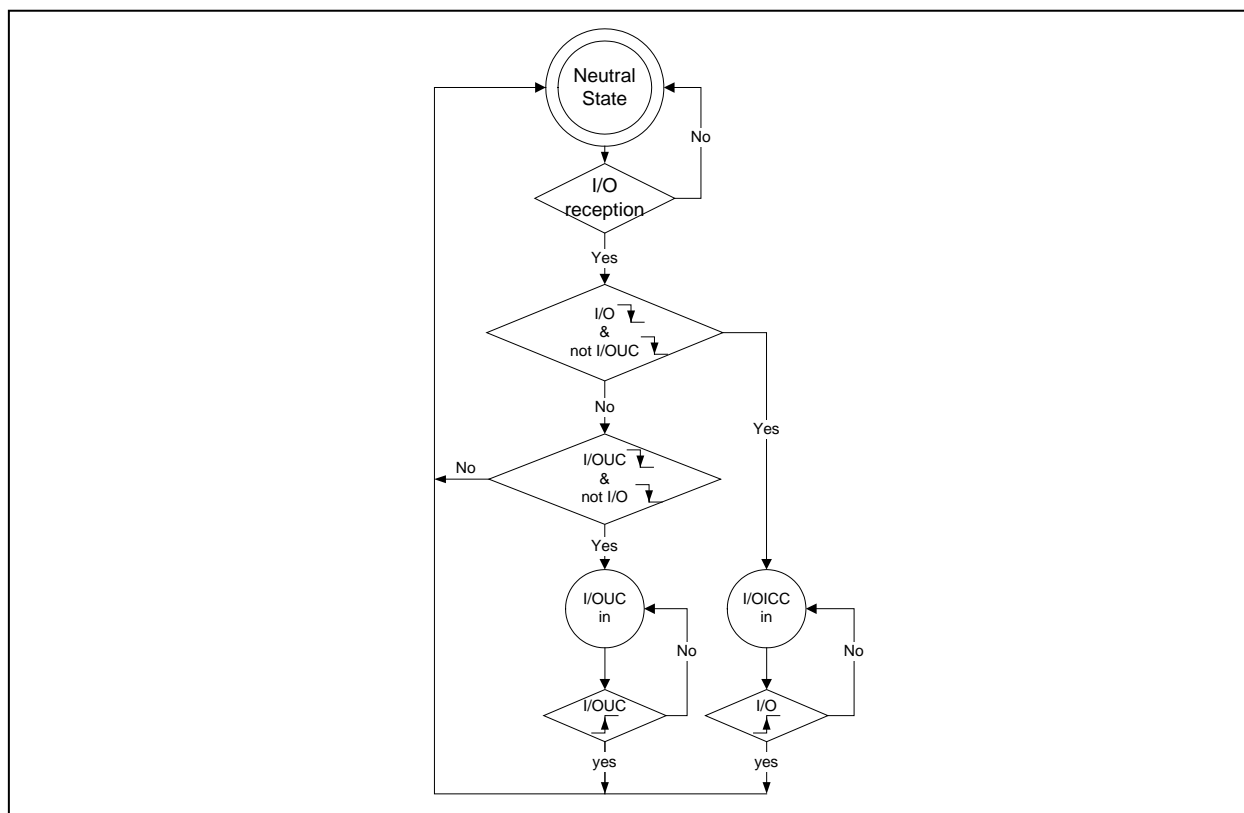 Neutral
State
No
I/O
reception
Yes
I/O
&
not I/OUC
No
Yes
I/OUC
&
not I/O
No
Yes
I/OUC
in
I/OICC
in
No
No
I/OUC
I/O
yes
yes